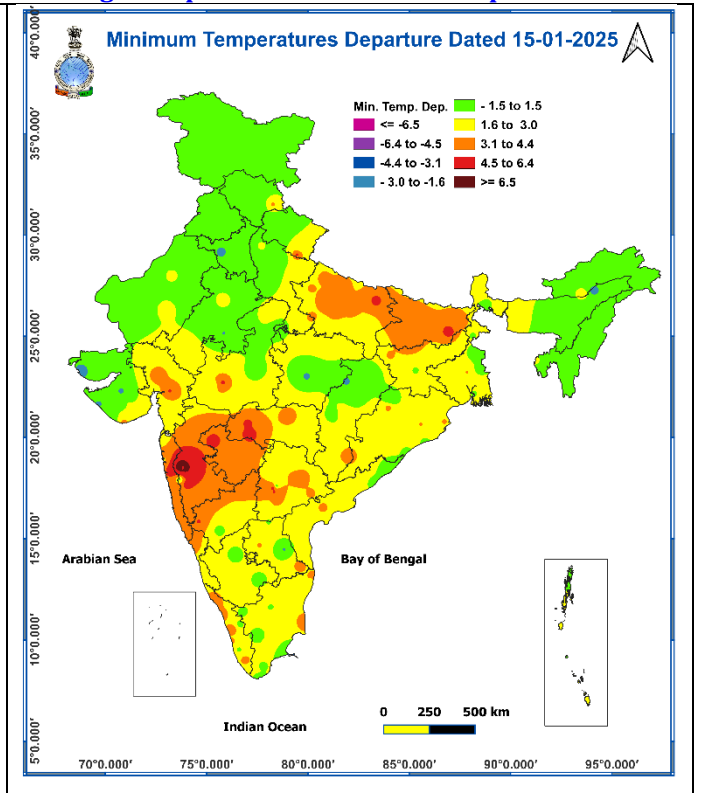 Minimum Temperatures Departure Dated 15-01-2025
Min. Temp. Dep.
<= -6.5
-6.4 to -4.5
-4.4 to -3.1
- 3.0 to -1.6
- 1.5 to 1.5
1.6 to 3.0
3.1 to 4.4
4.5 to 6.4
>= 6.5
40°0.000'
35°0.000'
30°0.000'
25°0.000'
20°0.000'
15°0.000'
10°0.000'
5°0.000'
Arabian Sea
Bay of Bengal
Indian Ocean
0 250 500 km
70°0.000' 75°0.000' 80°0.000' 85°0.000' 90°0.000' 95°0.000'